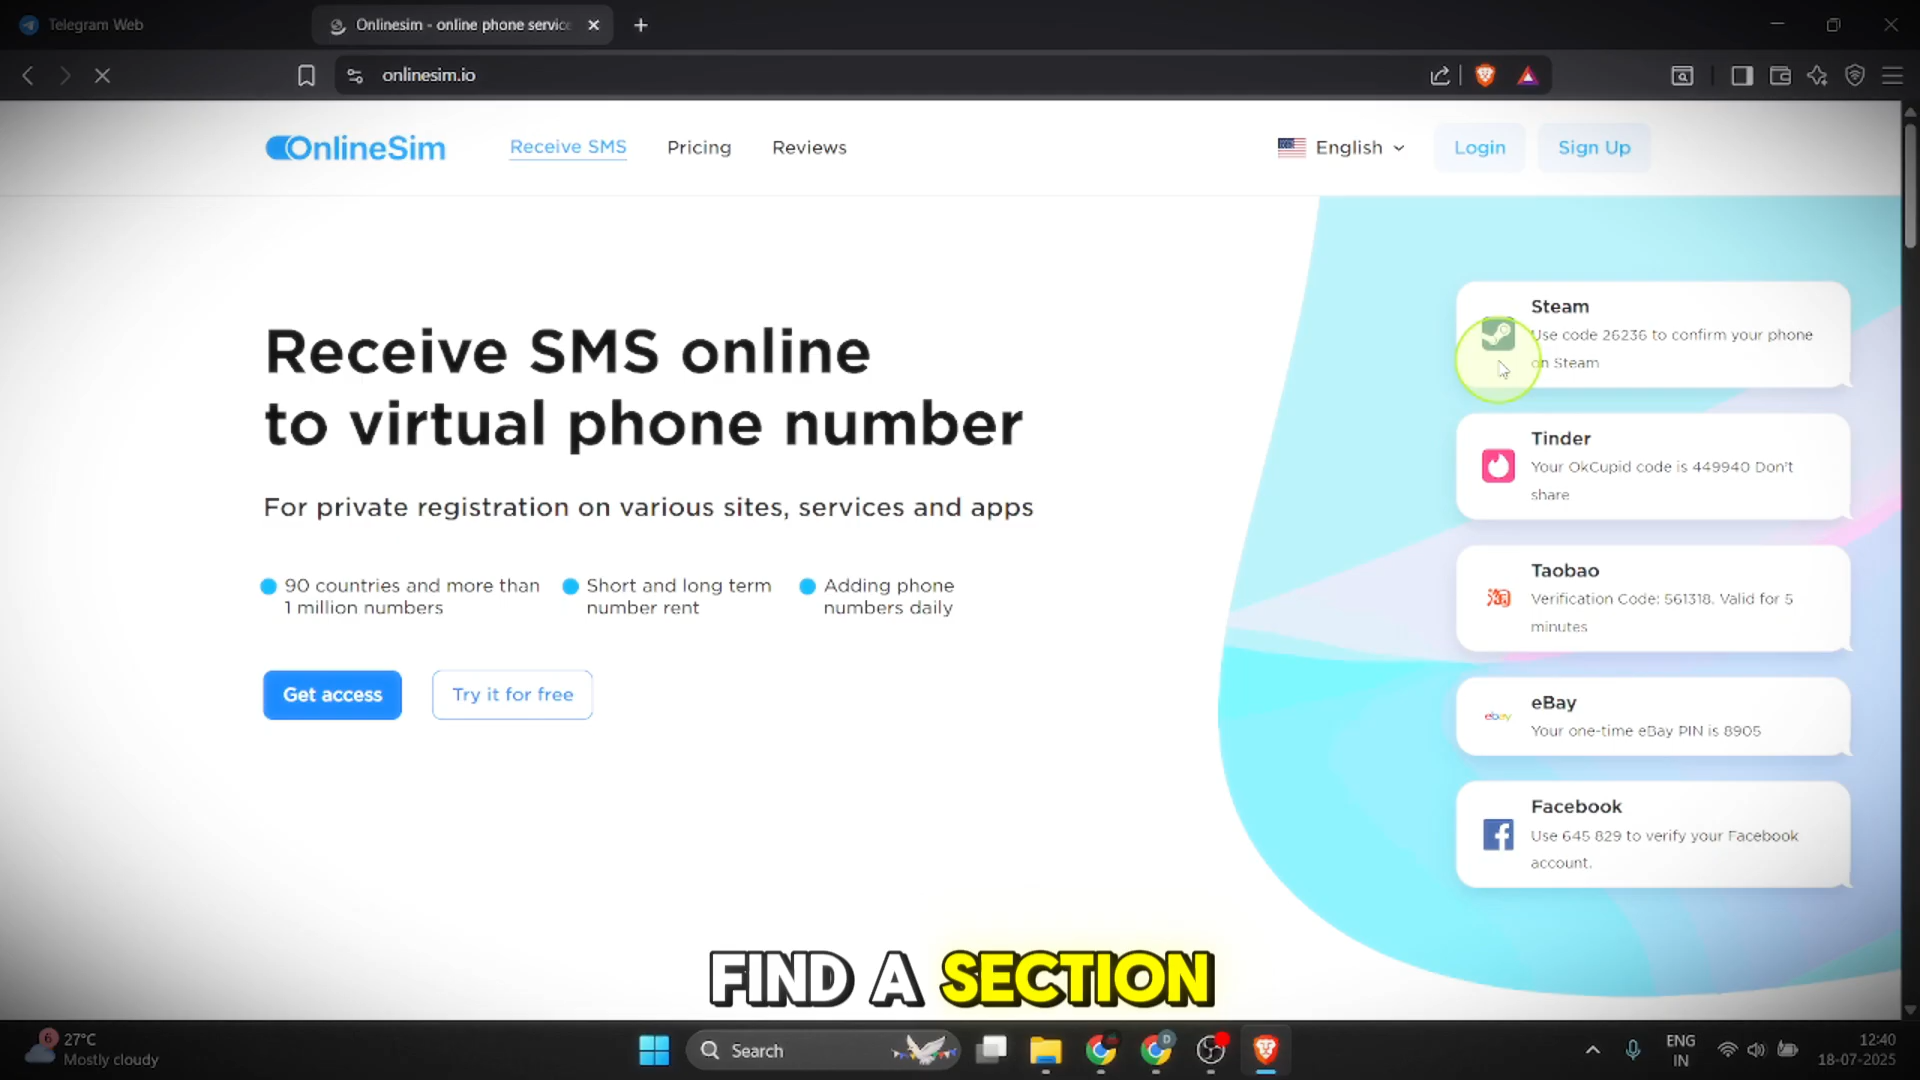 Telegram Web
Onlinesim - online phone servic
onlinesim.io
OnlineSim
Receive SMS
Pricing
Reviews
English
Login
Sign Up
Receive SMS online
to virtual phone number
For private registration on various sites, services and apps
90 countries and more than
1 million numbers
Short and long term
number rent
Adding phone
numbers daily
Get access
Try it for free
Steam
Use code 26236 to confirm your phone
on Steam
Tinder
Your OkCupid code is 449940 Don't
share
Taobao
Verification Code: 561318. Valid for 5
minutes
ebay
eBay
Your one-time eBay PIN is 8905
Facebook
Use 645 829 to verify your Facebook
account.
FIND A SECTION
6
27°C
Mostly cloudy
Search
D
ENG
IN
12:40
18-07-2025